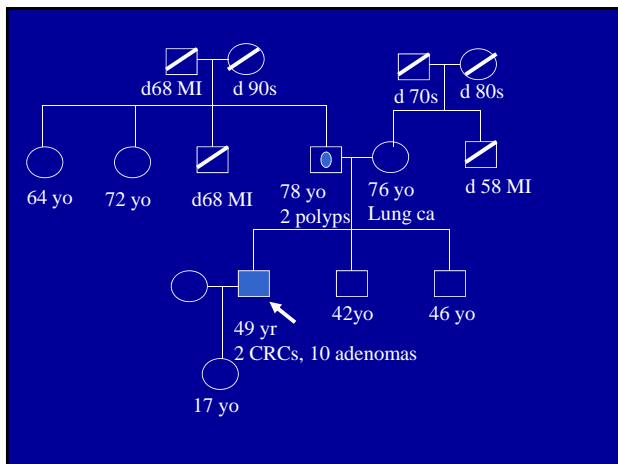 d68 MI
d 90s
d 70s
d 80s
64 yo
72 yo
d68 MI
78 yo
2 polyps
76 yo
Lung ca
d 58 MI
49 yr
2 CRCs, 10 adenomas
42yo
46 yo
17 yo